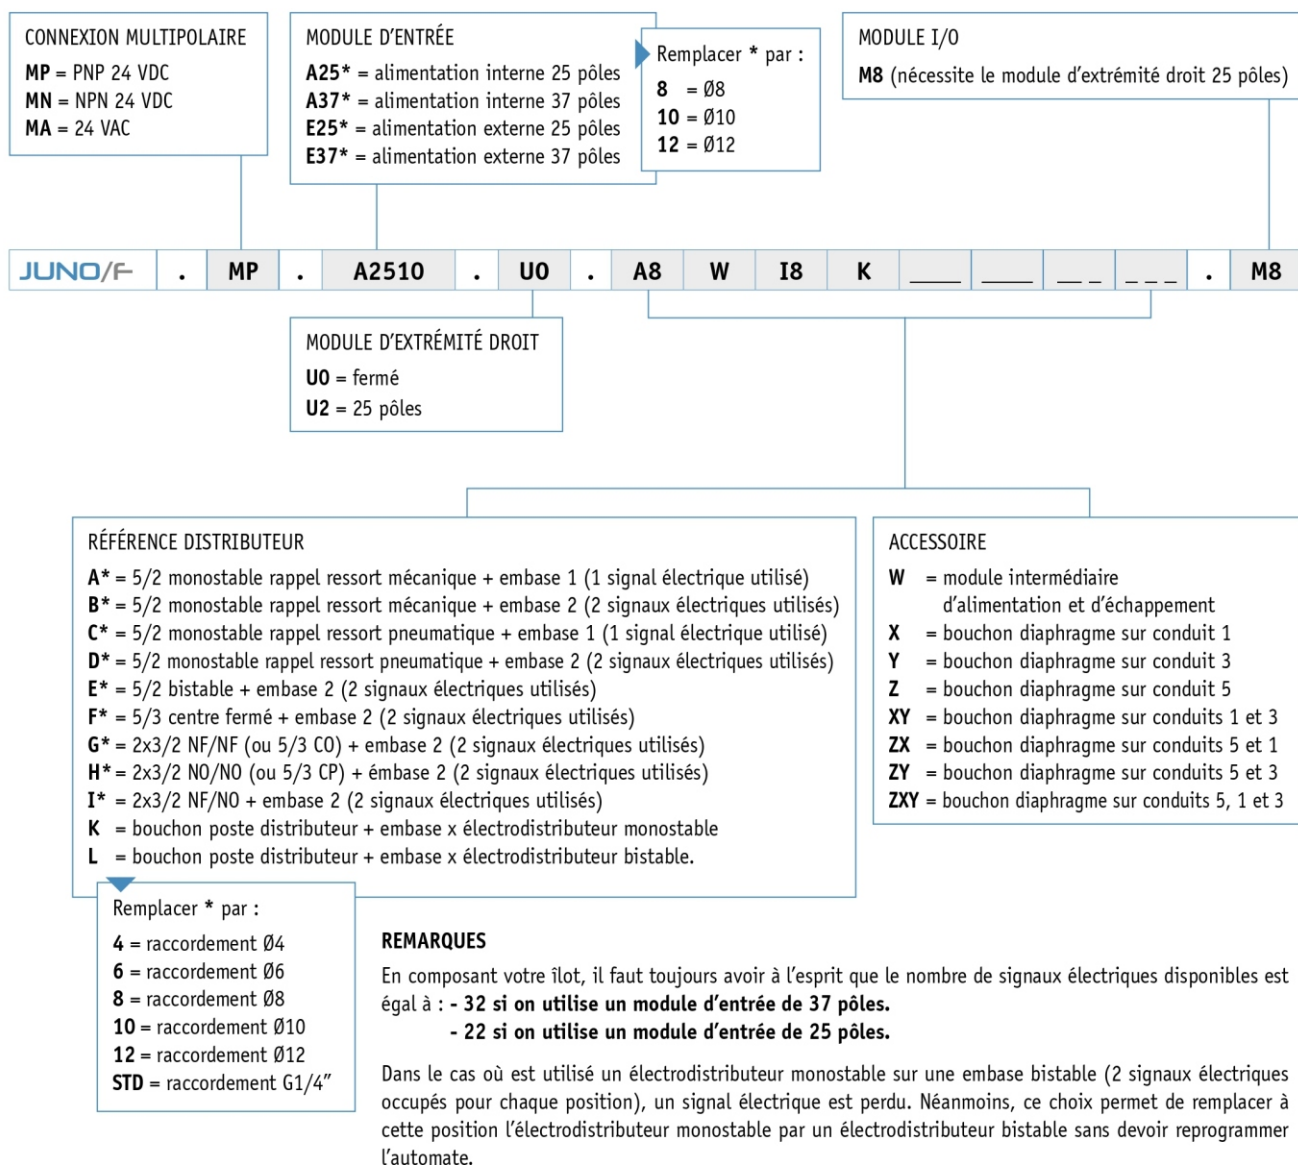 CONNEXION MULTIPOLAIRE
MP = PNP 24 VDC
MN = NPN 24 VDC
MA = 24 VAC
MODULE D'ENTRÉE
A25* = alimentation interne 25 pôles
A37* = alimentation interne 37 pôles
E25* = alimentation externe 25 pôles
E37* = alimentation externe 37 pôles
Remplacer * par :
8 = Ø8
10 = Ø10
12 = Ø12
MODULE I/O
M8 (nécessite le module d'extrémité droit 25 pôles)
JUNO/F . MP . A2510 . U0 . A8 W I8 K ___ ___ __ _ _ _ _ . M8
MODULE D'EXTRÉMITÉ DROIT
U0 = fermé
U2 = 25 pôles
RÉFÉRENCE DISTRIBUTEUR
A* = 5/2 monostable rappel ressort mécanique + embase 1 (1 signal électrique utilisé)
B* = 5/2 monostable rappel ressort mécanique + embase 2 (2 signaux électriques utilisés)
C* = 5/2 monostable rappel ressort pneumatique + embase 1 (1 signal électrique utilisé)
D* = 5/2 monostable rappel ressort pneumatique + embase 2 (2 signaux électriques utilisés)
E* = 5/2 bistable + embase 2 (2 signaux électriques utilisés)
F* = 5/3 centre fermé + embase 2 (2 signaux électriques utilisés)
G* = 2x3/2 NF/NF (ou 5/3 CO) + embase 2 (2 signaux électriques utilisés)
H* = 2x3/2 NO/NO (ou 5/3 CP) + émbase 2 (2 signaux électriques utilisés)
I* = 2x3/2 NF/NO + embase 2 (2 signaux électriques utilisés)
K = bouchon poste distributeur + embase x électrodistributeur monostable
L = bouchon poste distributeur + embase x électrodistributeur bistable.
Remplacer * par :
4 = raccordement Ø4
6 = raccordement Ø6
8 = raccordement Ø8
10 = raccordement Ø10
12 = raccordement Ø12
STD = raccordement G1/4"
ACCESSOIRE
W = module intermédiaire
d'alimentation et d'échappement
X = bouchon diaphragme sur conduit 1
Y = bouchon diaphragme sur conduit 3
Z = bouchon diaphragme sur conduit 5
XY = bouchon diaphragme sur conduits 1 et 3
ZX = bouchon diaphragme sur conduits 5 et 1
ZY = bouchon diaphragme sur conduits 5 et 3
ZXY = bouchon diaphragme sur conduits 5, 1 et 3
REMARQUES
En composant votre îlot, il faut toujours avoir à l'esprit que le nombre de signaux électriques disponibles est
égal à : - 32 si on utilise un module d'entrée de 37 pôles.
- 22 si on utilise un module d'entrée de 25 pôles.
Dans le cas où est utilisé un électrodistributeur monostable sur une embase bistable (2 signaux électriques
occupés pour chaque position), un signal électrique est perdu. Néanmoins, ce choix permet de remplacer à
cette position l'électrodistributeur monostable par un électrodistributeur bistable sans devoir reprogrammer
l'automate.